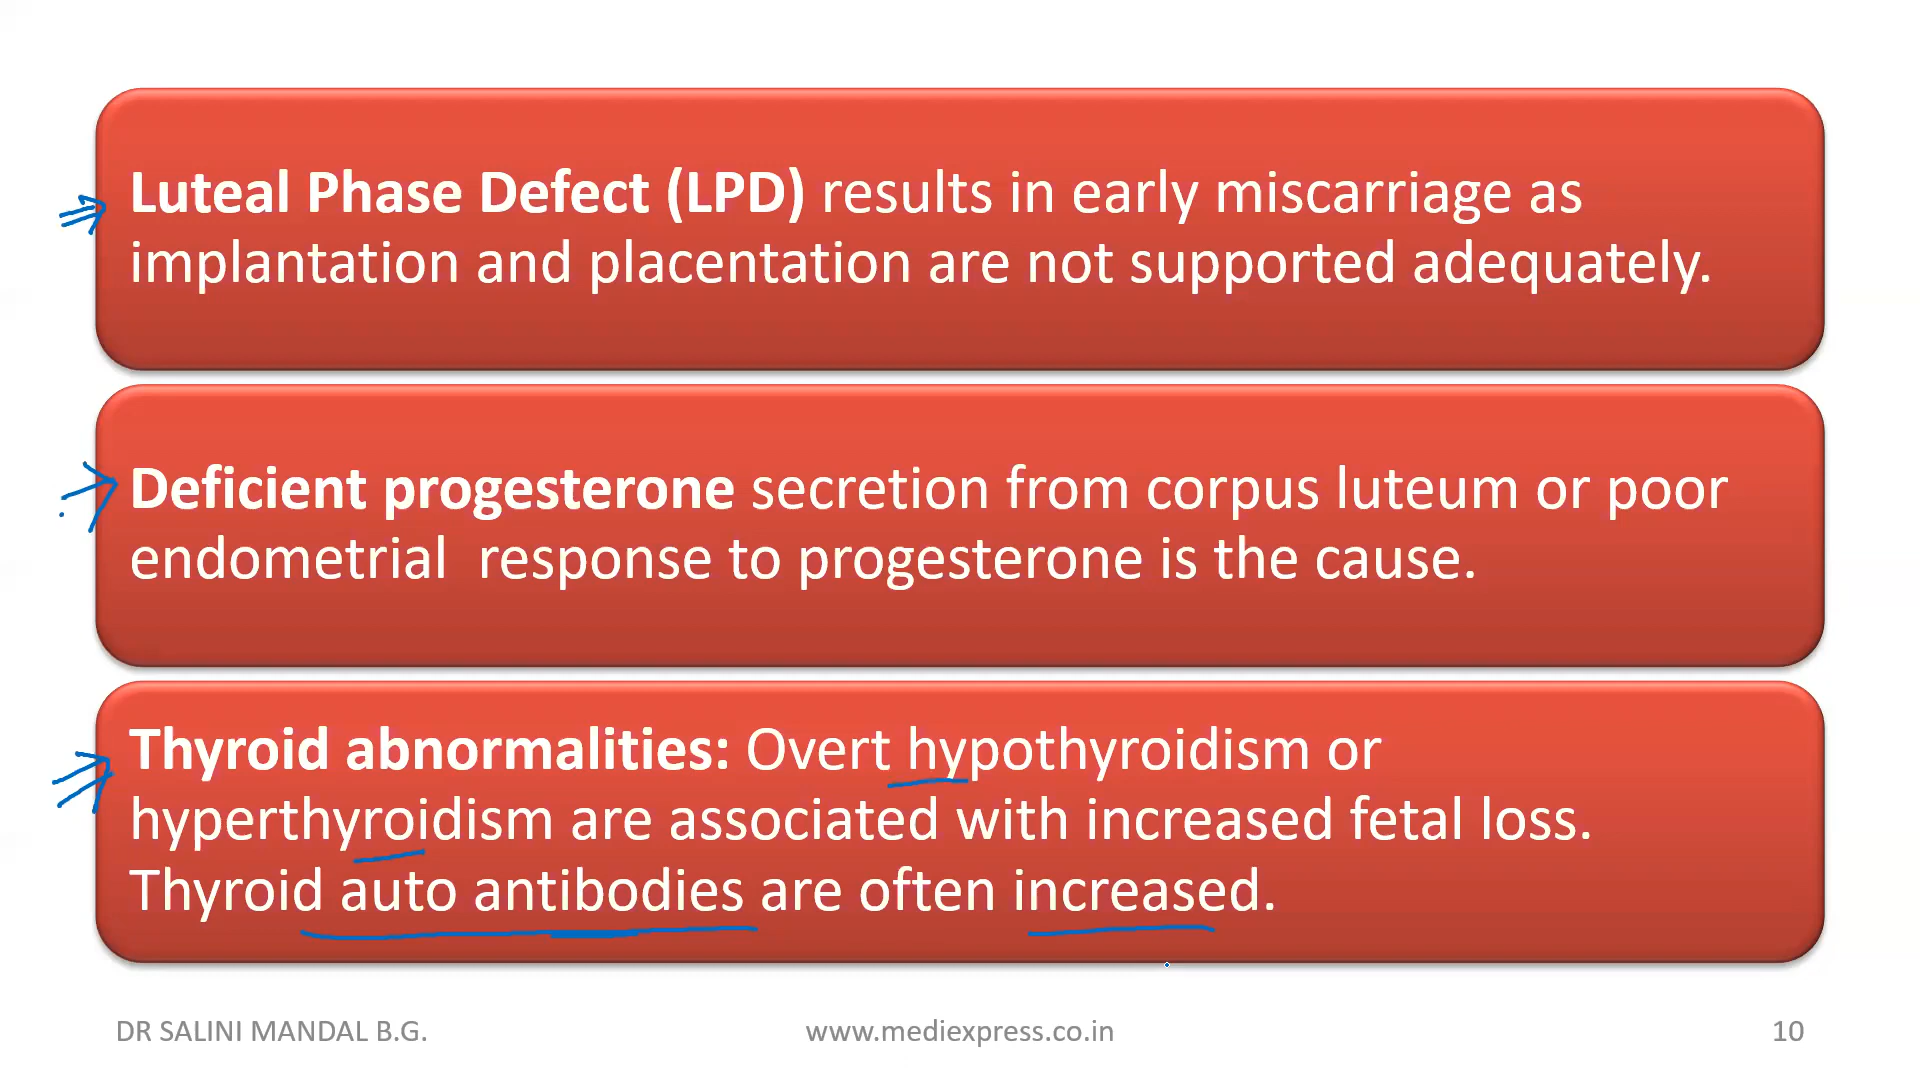 Luteal Phase Defect (LPD) results in early miscarriage as
implantation and placentation are not supported adequately.
Deficient progesterone secretion from corpus luteum or poor
endometrial  response to progesterone is the cause.
Thyroid abnormalities: Overt hypothyroidism or
hyperthyroidism are associated with increased fetal loss.
Thyroid auto antibodies are often increased.
DR SALINI MANDAL B.G.
www.mediexpress.co.in
10